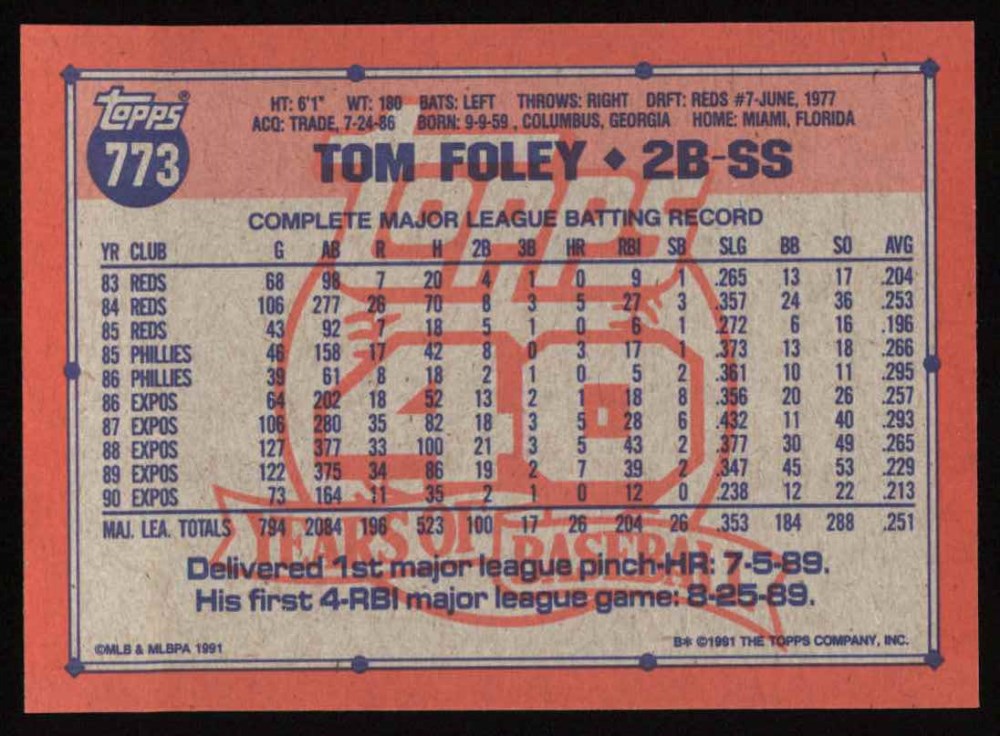 Topps®
773
HT: 6'1" WT: 180 BATS: LEFT THROWS: RIGHT DRFT: REDS #7-JUNE, 1977
ACQ: TRADE, 7-24-86 BORN: 9-9-59, COLUMBUS, GEORGIA HOME: MIAMI, FLORIDA
TOM FOLEY ◆ 2B-SS
COMPLETE MAJOR LEAGUE BATTING RECORD
YR CLUB G AB R H 2B 3B HR RBI SB SLG BB SO AVG
83 REDS 68 98 7 20 4 1 0 9 1 .265 13 17 .204
84 REDS 106 277 26 70 8 3 5 27 3 .357 24 36 .253
85 REDS 43 92 7 18 5 1 0 6 1 .272 6 16 .196
85 PHILLIES 46 158 17 42 8 0 3 17 1 .373 13 18 .266
86 PHILLIES 39 61 8 18 2 1 0 5 2 .361 10 11 .295
86 EXPOS 64 202 18 52 13 2 1 18 8 .356 20 26 .257
87 EXPOS 106 280 35 82 18 3 5 28 6 .432 11 40 .293
88 EXPOS 127 377 33 100 21 3 5 43 2 .377 30 49 .265
89 EXPOS 122 375 34 86 19 2 7 39 2 .347 45 53 .229
90 EXPOS 73 164 11 35 2 1 0 12 0 .238 12 22 .213
MAJ. LEA. TOTALS 794 2084 196 523 100 17 26 204 26 .353 184 288 .251
Topps
40
YEARS OF BASEBALL
Delivered 1st major league pinch-HR: 7-5-89.
His first 4-RBI major league game: 8-25-89.
©MLB & MLBPA 1991
B* ©1991 THE TOPPS COMPANY, INC.